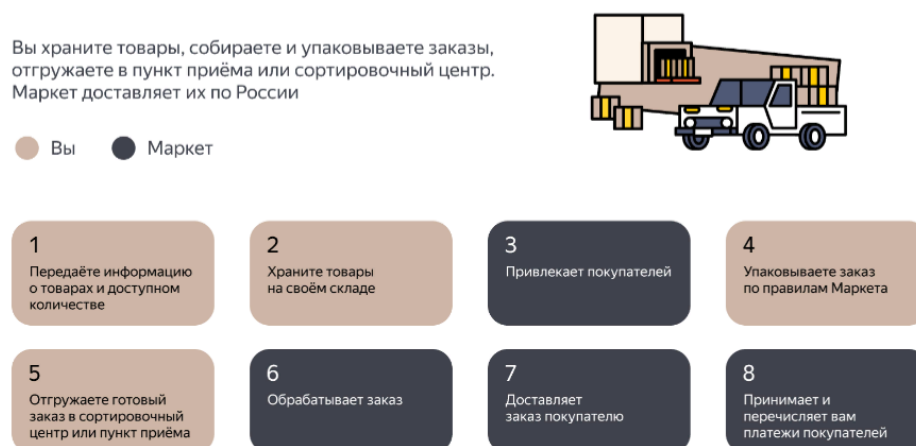 Вы храните товары, собираете и упаковываете заказы,
отгружаете в пункт приёма или сортировочный центр.
Маркет доставляет их по России
Вы
Маркет
1
Передаёте информацию
о товарах и доступном
количестве
2
Храните товары
на своём складе
3
Привлекает покупателей
4
Упаковываете заказ
по правилам Маркета
5
Отгружаете готовый
заказ в сортировочный
центр или пункт приёма
6
Обрабатывает заказ
7
Доставляет
заказ покупателю
8
Принимает и
перечисляет вам
платежи покупателей